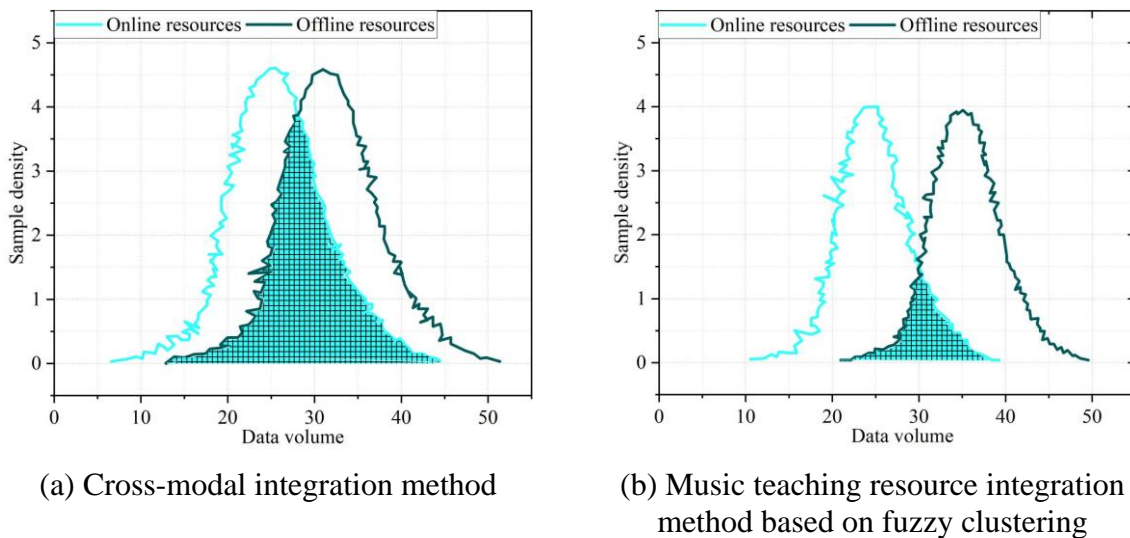 Online resources Offline resources
5
4
3
2
1
0
Sample density
0 10 20 30 40 50
Data volume
(a) Cross-modal integration method
Online resources Offline resources
5
4
3
2
1
0
Sample density
0 10 20 30 40 50
Data volume
(b) Music teaching resource integration
method based on fuzzy clustering